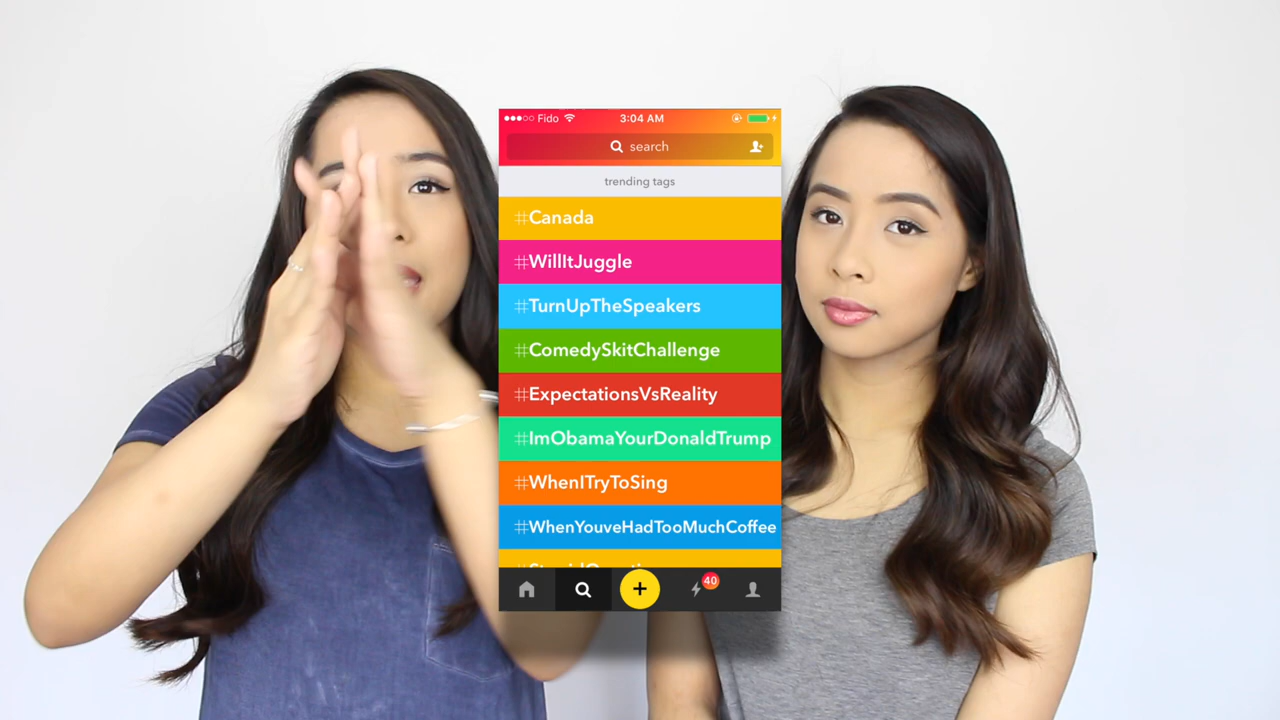 Fido 3:04 AM
search
trending tags
#Canada
#WillItJuggle
#TurnUpTheSpeakers
#ComedySkitChallenge
#ExpectationsVsReality
#ImObamaYourDonaldTrump
#WhenITryToSing
#WhenYouveHadTooMuchCoffee
40